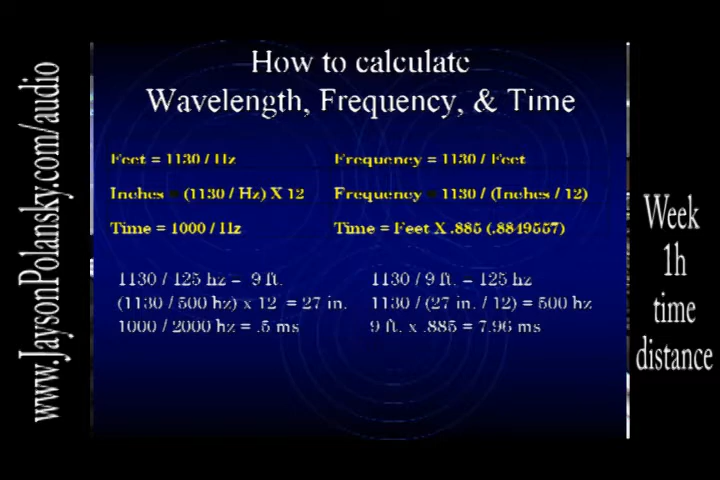 www.JaysonPolansky.com/audio
How to calculate
Wavelength, Frequency, & Time
Feet = 1130 / Hz
Inches = (1130 / Hz) X 12
Time = 1000 / Hz
Frequency = 1130 / Feet
Frequency = 1130 / (Inches / 12)
Time = Feet X .885 (.8849557)
1130 / 125 hz = 9 ft.
(1130 / 500 hz) x 12 = 27 in.
1000 / 2000 hz = .5 ms
1130 / 9 ft. = 125 hz
1130 / (27 in. / 12) = 500 hz
9 ft. x .885 = 7.96 ms
Week
1h
time
distance